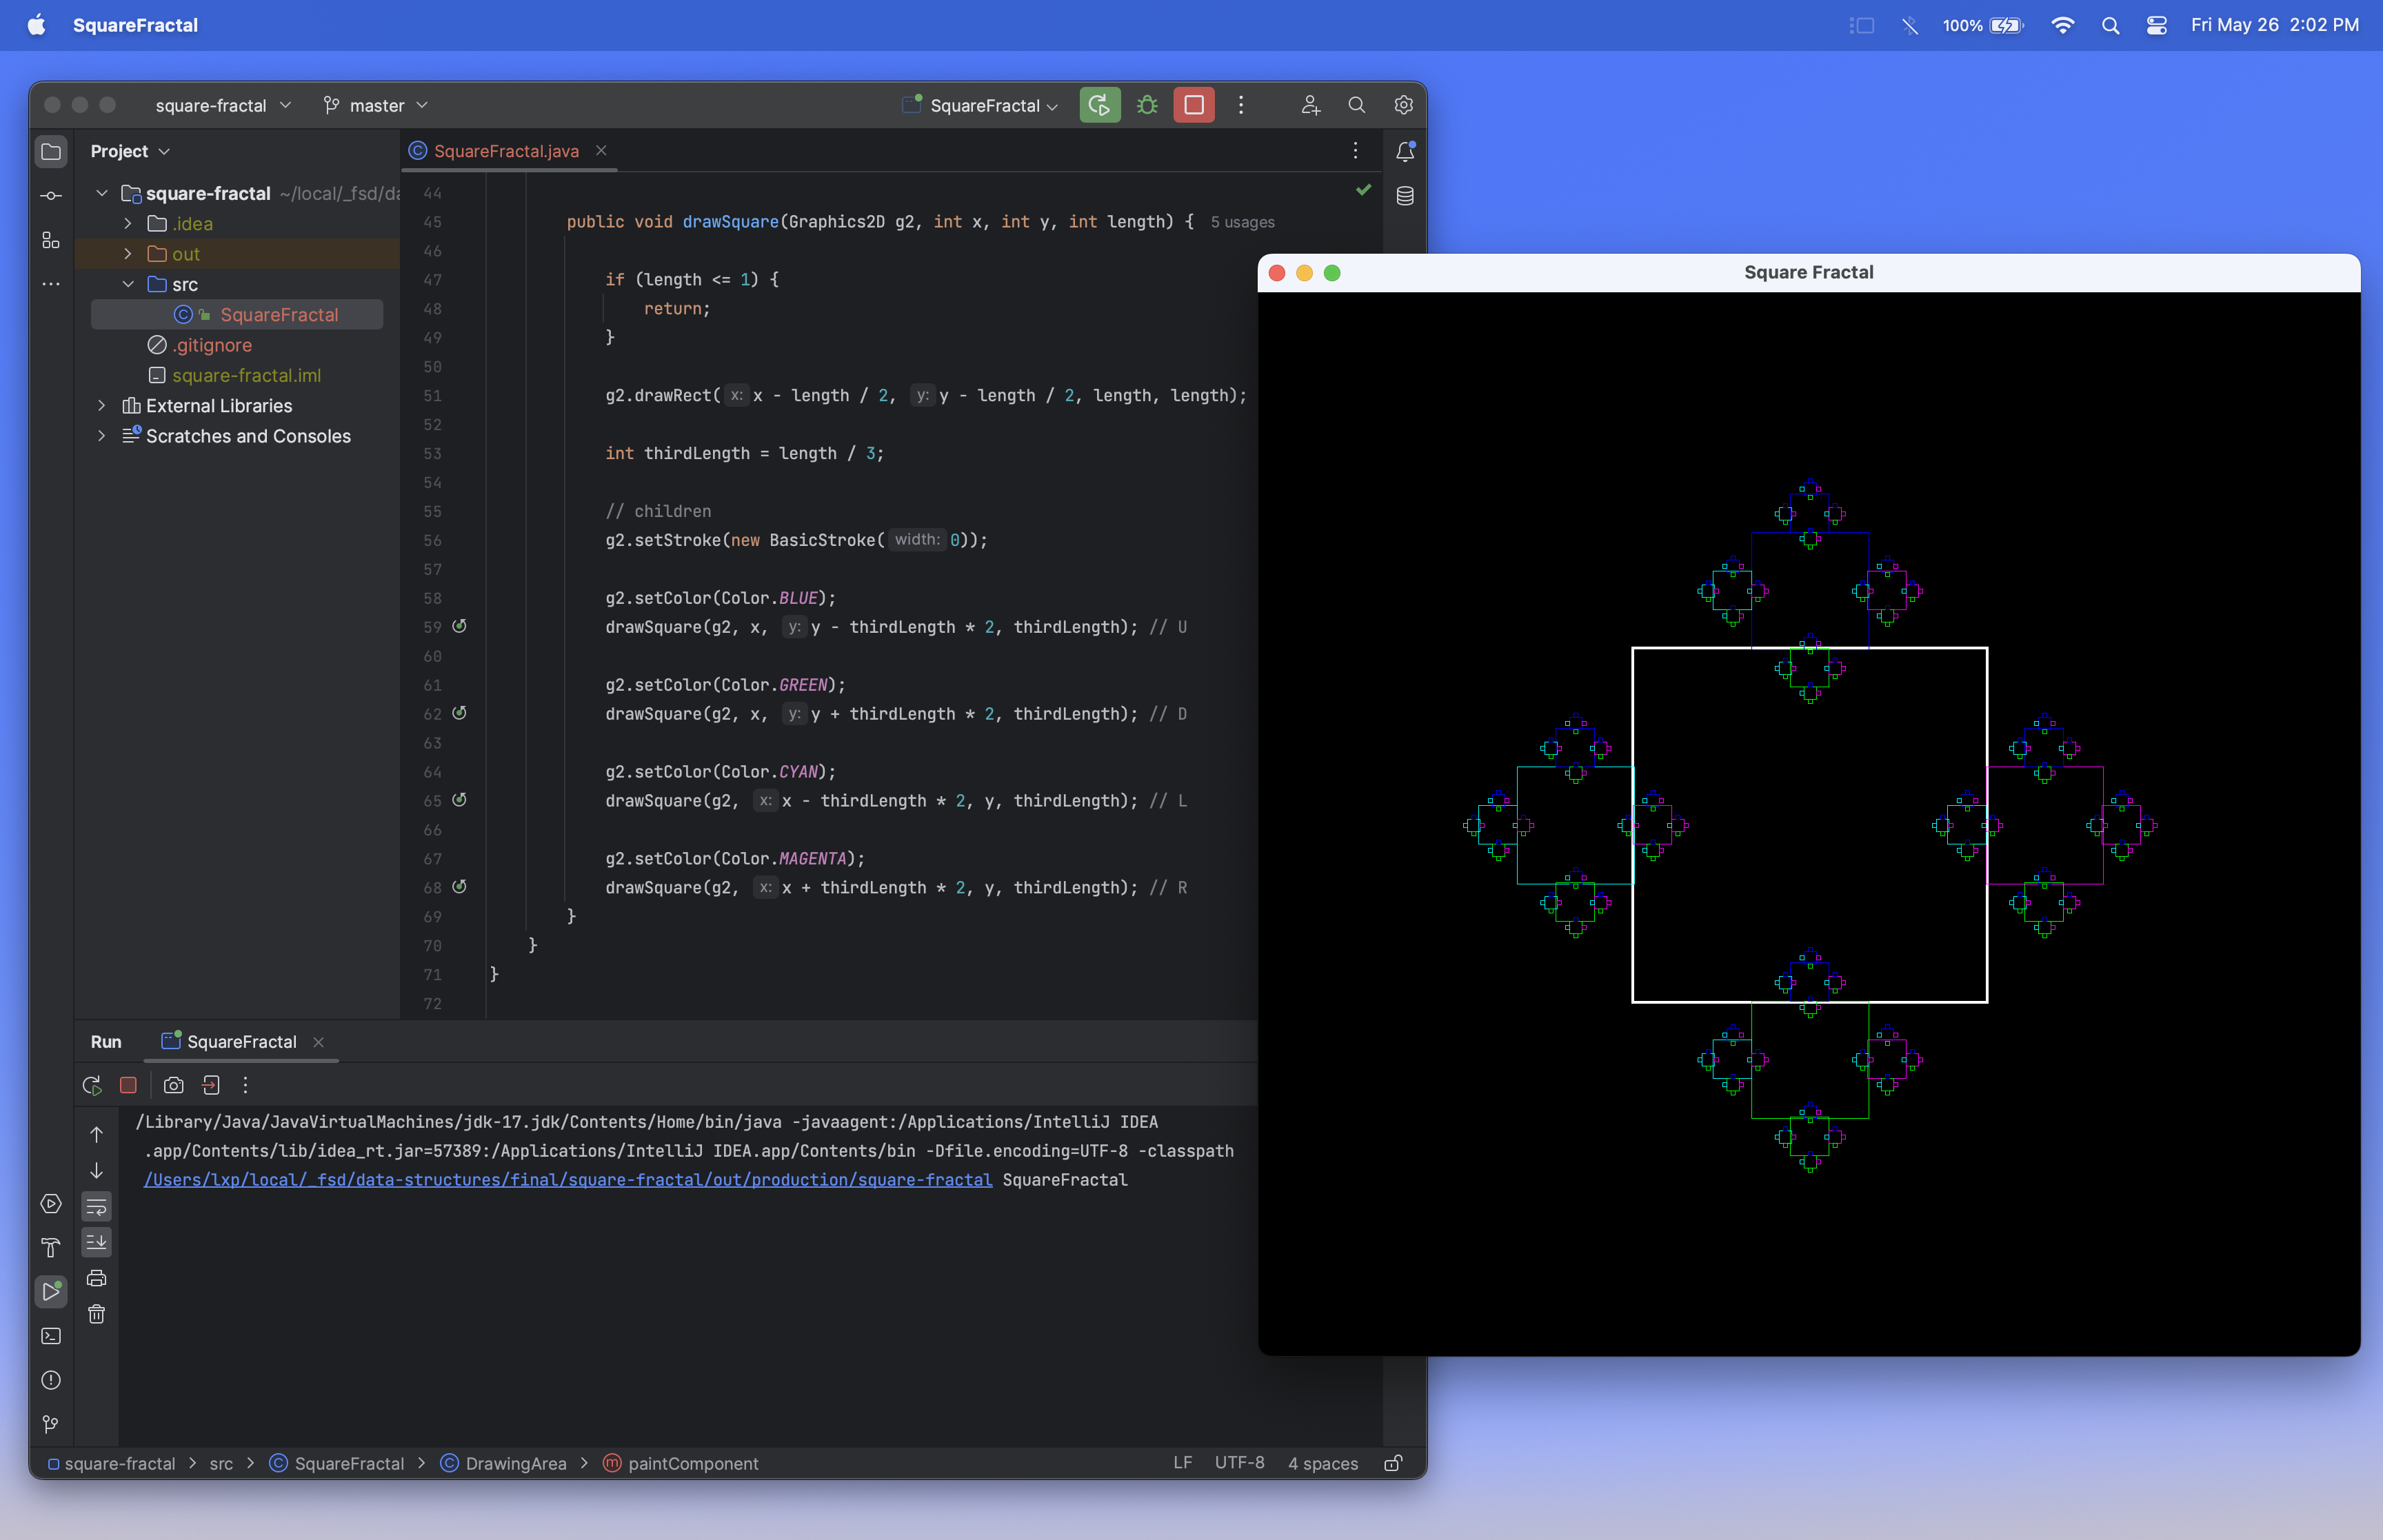 SquareFractal
100%
Fri May 26 2:02 PM
square-fractal
master
SquareFractal
Project
SquareFractal.java
square-fractal ~/local/_fsd/da
.idea
out
src
SquareFractal
.gitignore
square-fractal.iml
External Libraries
Scratches and Consoles
44
45 public void drawSquare(Graphics2D g2, int x, int y, int length) { 5 usages
46
47 if (length <= 1) {
48 return;
49 }
50
51 g2.drawRect( x: x - length / 2, y: y - length / 2, length, length);
52
53 int thirdLength = length / 3;
54
55 // children
56 g2.setStroke(new BasicStroke( width: 0));
57
58 g2.setColor(Color.BLUE);
59 drawSquare(g2, x, y: y - thirdLength * 2, thirdLength); // U
60
61 g2.setColor(Color.GREEN);
62 drawSquare(g2, x, y: y + thirdLength * 2, thirdLength); // D
63
64 g2.setColor(Color.CYAN);
65 drawSquare(g2, x: x - thirdLength * 2, y, thirdLength); // L
66
67 g2.setColor(Color.MAGENTA);
68 drawSquare(g2, x: x + thirdLength * 2, y, thirdLength); // R
69 }
70 }
71 }
72
Square Fractal
Run
SquareFractal
/Library/Java/JavaVirtualMachines/jdk-17.jdk/Contents/Home/bin/java -javaagent:/Applications/IntelliJ IDEA
.app/Contents/lib/idea_rt.jar=57389:/Applications/IntelliJ IDEA.app/Contents/bin -Dfile.encoding=UTF-8 -classpath
/Users/lxp/local/_fsd/data-structures/final/square-fractal/out/production/square-fractal SquareFractal
square-fractal > src > SquareFractal > DrawingArea > paintComponent
LF UTF-8 4 spaces